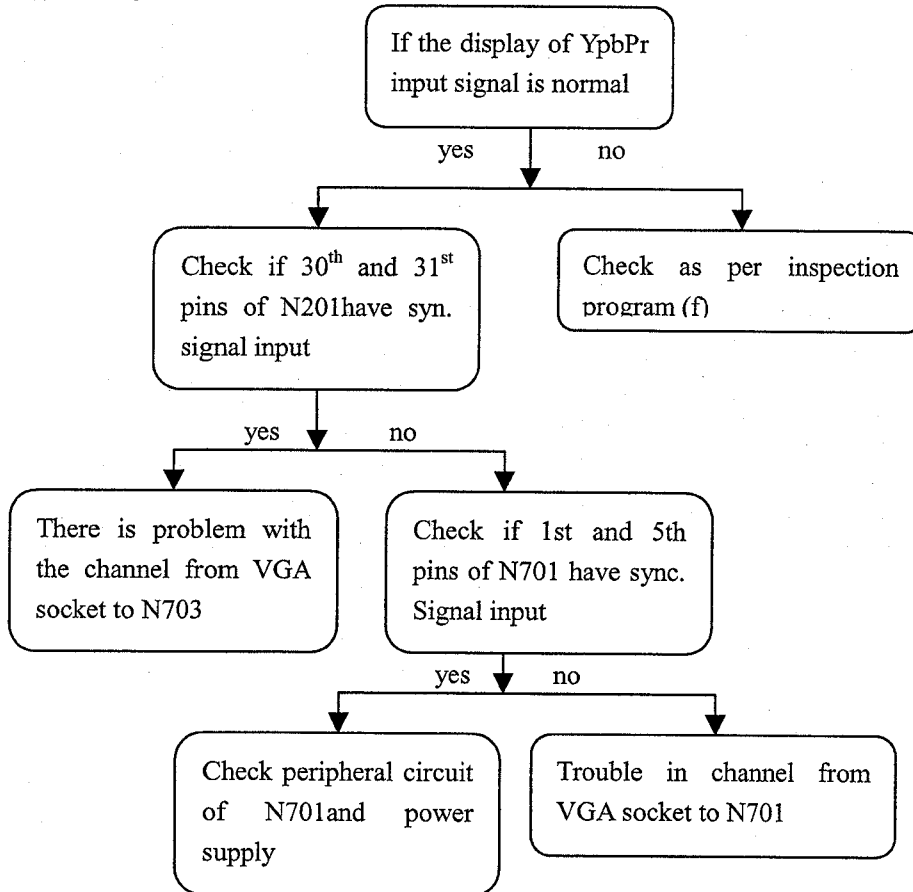 If the display of YpbPr
input signal is normal
yes no
Check if 30th and 31st
pins of N201have syn.
signal input
Check as per inspection
program (f)
yes no
There is problem with
the channel from VGA
socket to N703
Check if 1st and 5th
pins of N701 have sync.
Signal input
yes no
Check peripheral circuit
of N701and power
supply
Trouble in channel from
VGA socket to N701